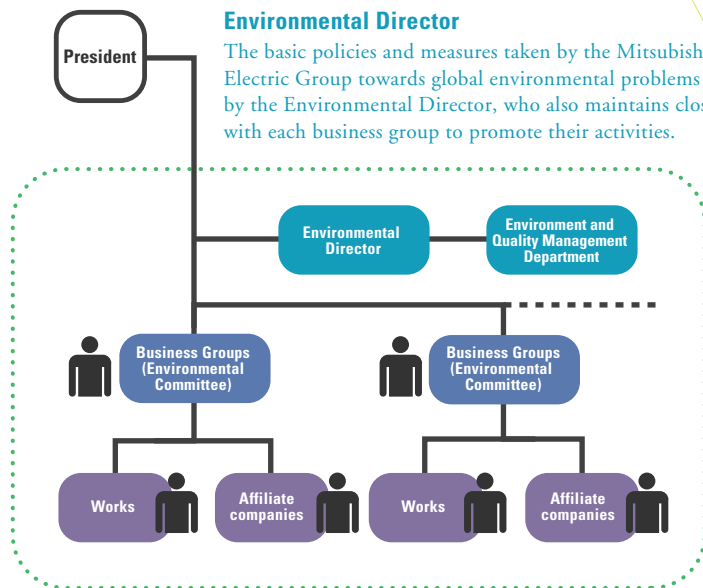 President
Environmental Director
The basic policies and measures taken by the Mitsubish
Electric Group towards global environmental problems
by the Environmental Director, who also maintains clos
with each business group to promote their activities.
Environmental
Director
Environment and
Quality Management
Department
Business Groups
(Environmental
Committee)
Business Groups
(Environmental
Committee)
Works
Affiliate
companies
Works
Affiliate
companies